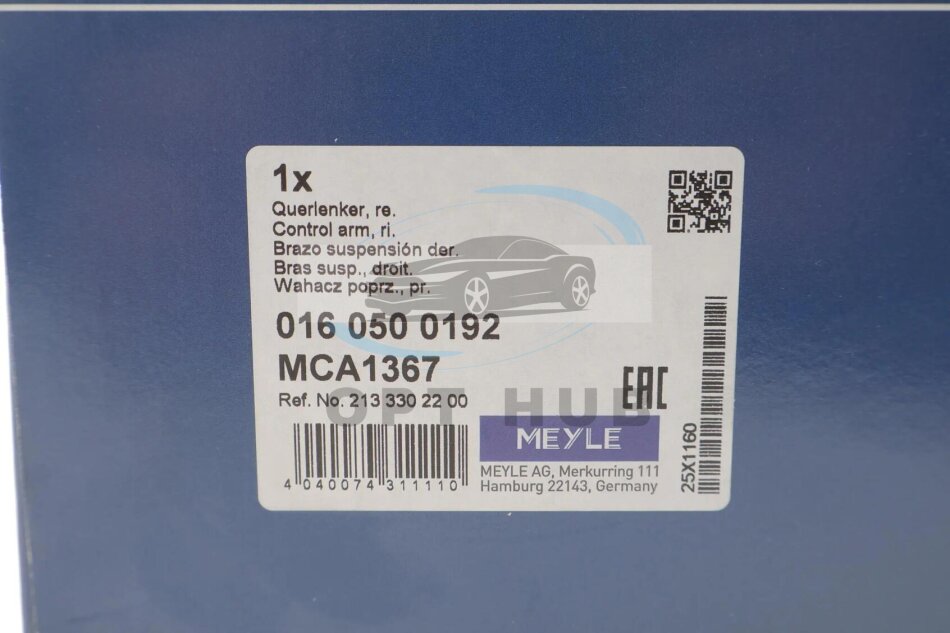 1x
Querlenker, re.
Control arm, ri.
Brazo suspensión der.
Bras susp., droit.
Wahacz poprz., pr.
016 050 0192
MCA1367
Ref. No. 213 330 22 00
OPT HUB
EAC
MEYLE
MEYLE AG, Merkurring 111
Hamburg 22143, Germany
4 040074 311110
25X1160